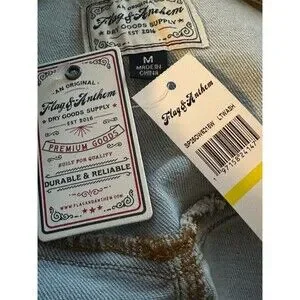 Flag & Anthem
DRY GOODS SUPPLY
EST 2016
M
MADE IN
CHINA
AN ORIGINAL
Flag & Anthem
DRY GOODS SUPPLY
EST 2016
PREMIUM GOODS
BUILT FOR QUALITY
DURABLE & RELIABLE
WWW.FLAGANDANTHEM.COM
Flag & Anthem
LTWASH